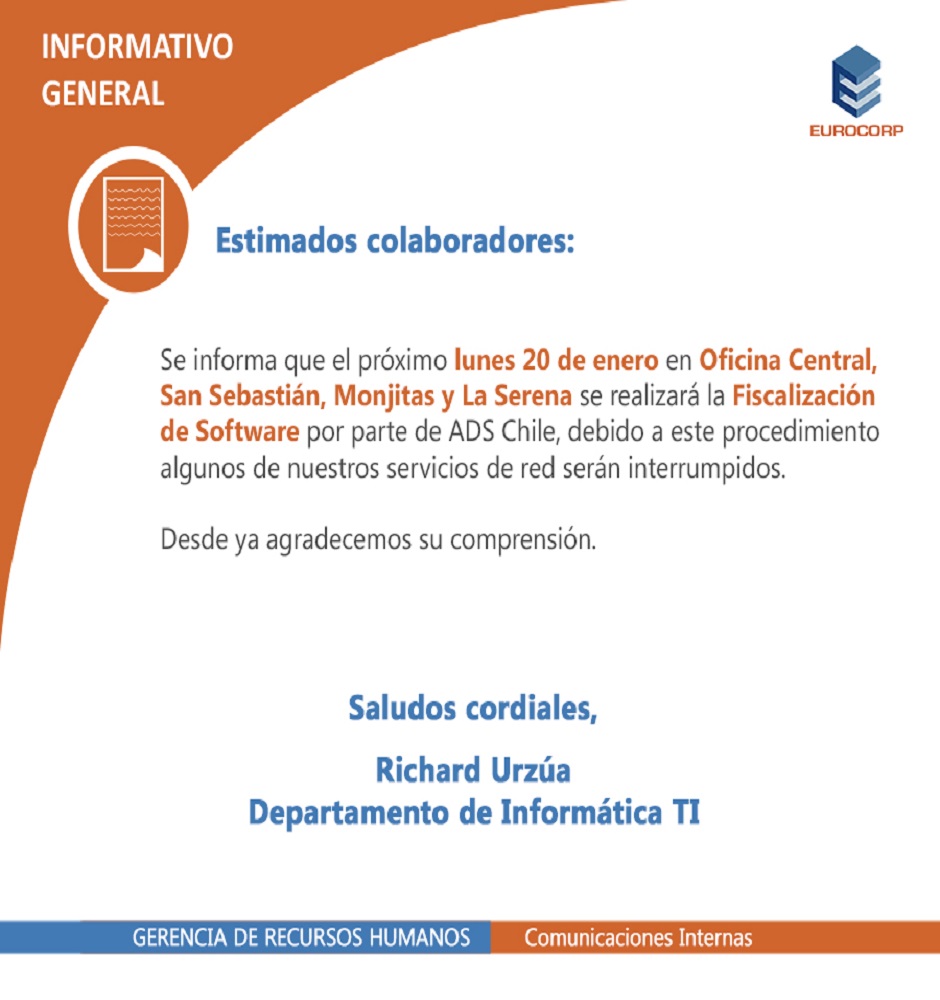 INFORMATIVO
GENERAL
EUROCORP
Estimados colaboradores:
Se informa que el próximo lunes 20 de enero en Oficina Central,
San Sebastián, Monjitas y La Serena se realizará la Fiscalización
de Software por parte de ADS Chile, debido a este procedimiento
algunos de nuestros servicios de red serán interrumpidos.
Desde ya agradecemos su comprensión.
Saludos cordiales,
Richard Urzúa
Departamento de Informática TI
GERENCIA DE RECURSOS HUMANOS Comunicaciones Internas